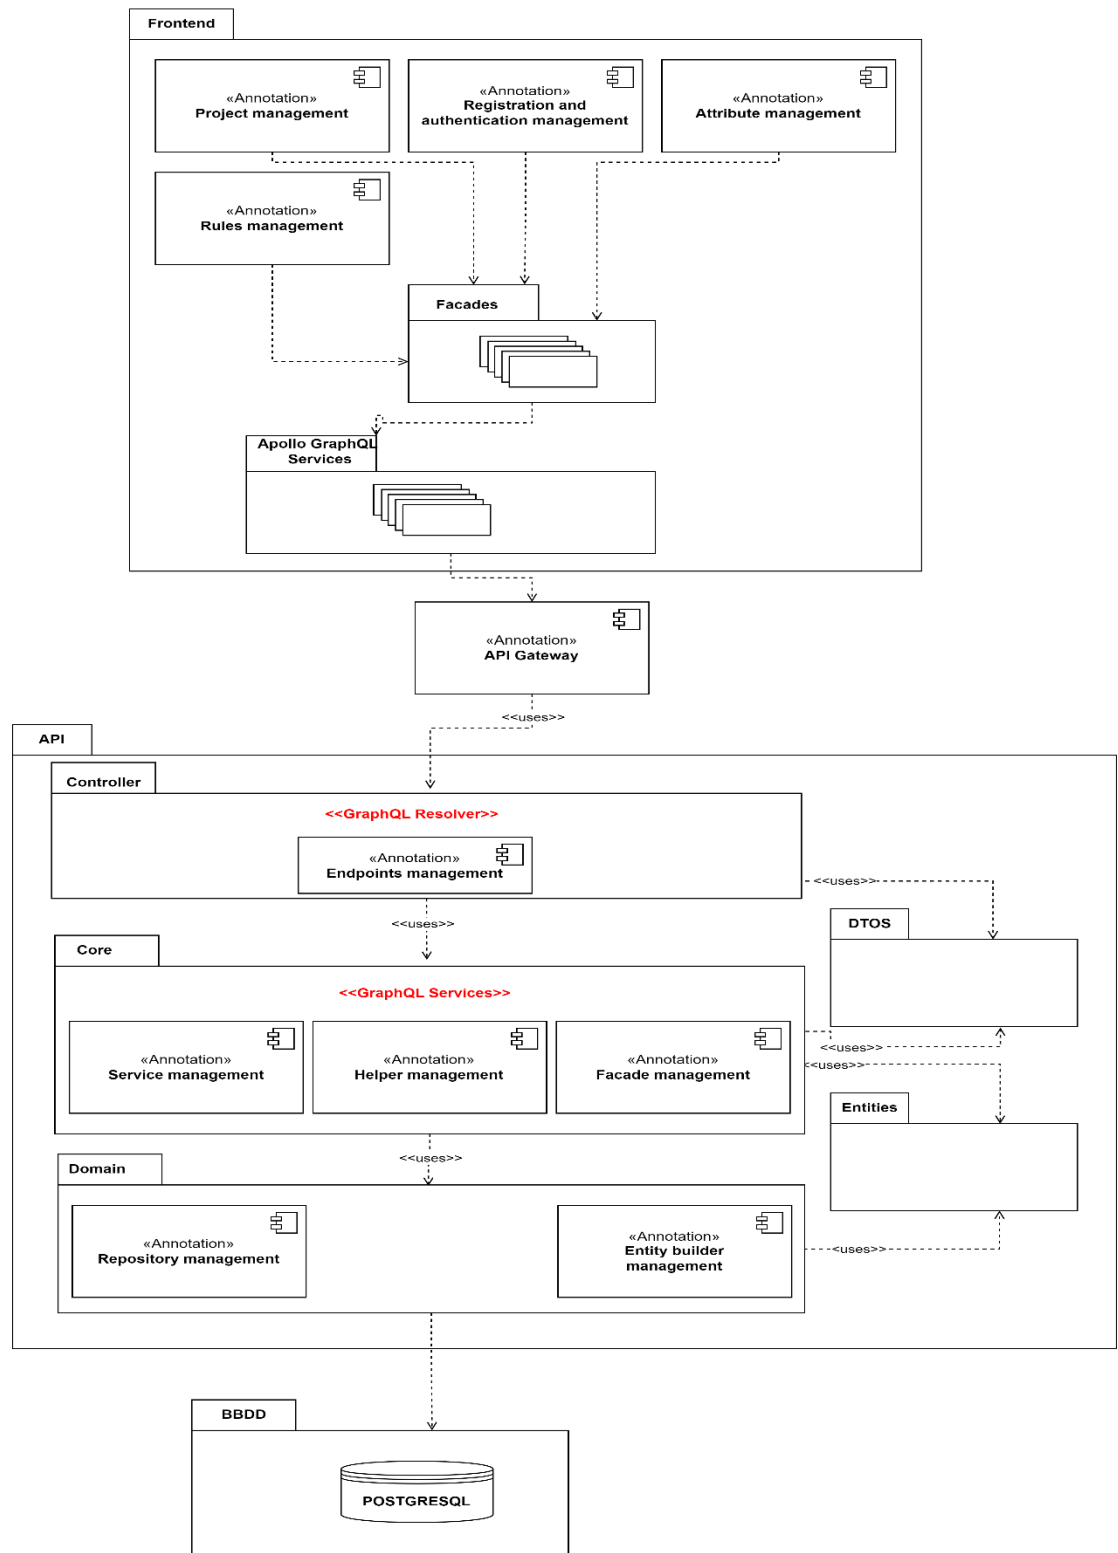 Frontend
«Annotation»
Project management
«Annotation»
Registration and
authentication management
«Annotation»
Attribute management
«Annotation»
Rules management
Facades
Apollo GraphQL
Services
«Annotation»
API Gateway
<<uses>>
API
Controller
<<GraphQL Resolver>>
«Annotation»
Endpoints management
<<uses>>
<<uses>>
DTOS
Core
<<GraphQL Services>>
«Annotation»
Service management
«Annotation»
Helper management
«Annotation»
Facade management
<<uses>>
<<uses>>
Entities
<<uses>>
Domain
«Annotation»
Repository management
«Annotation»
Entity builder
management
<uses>>
BBDD
POSTGRESQL